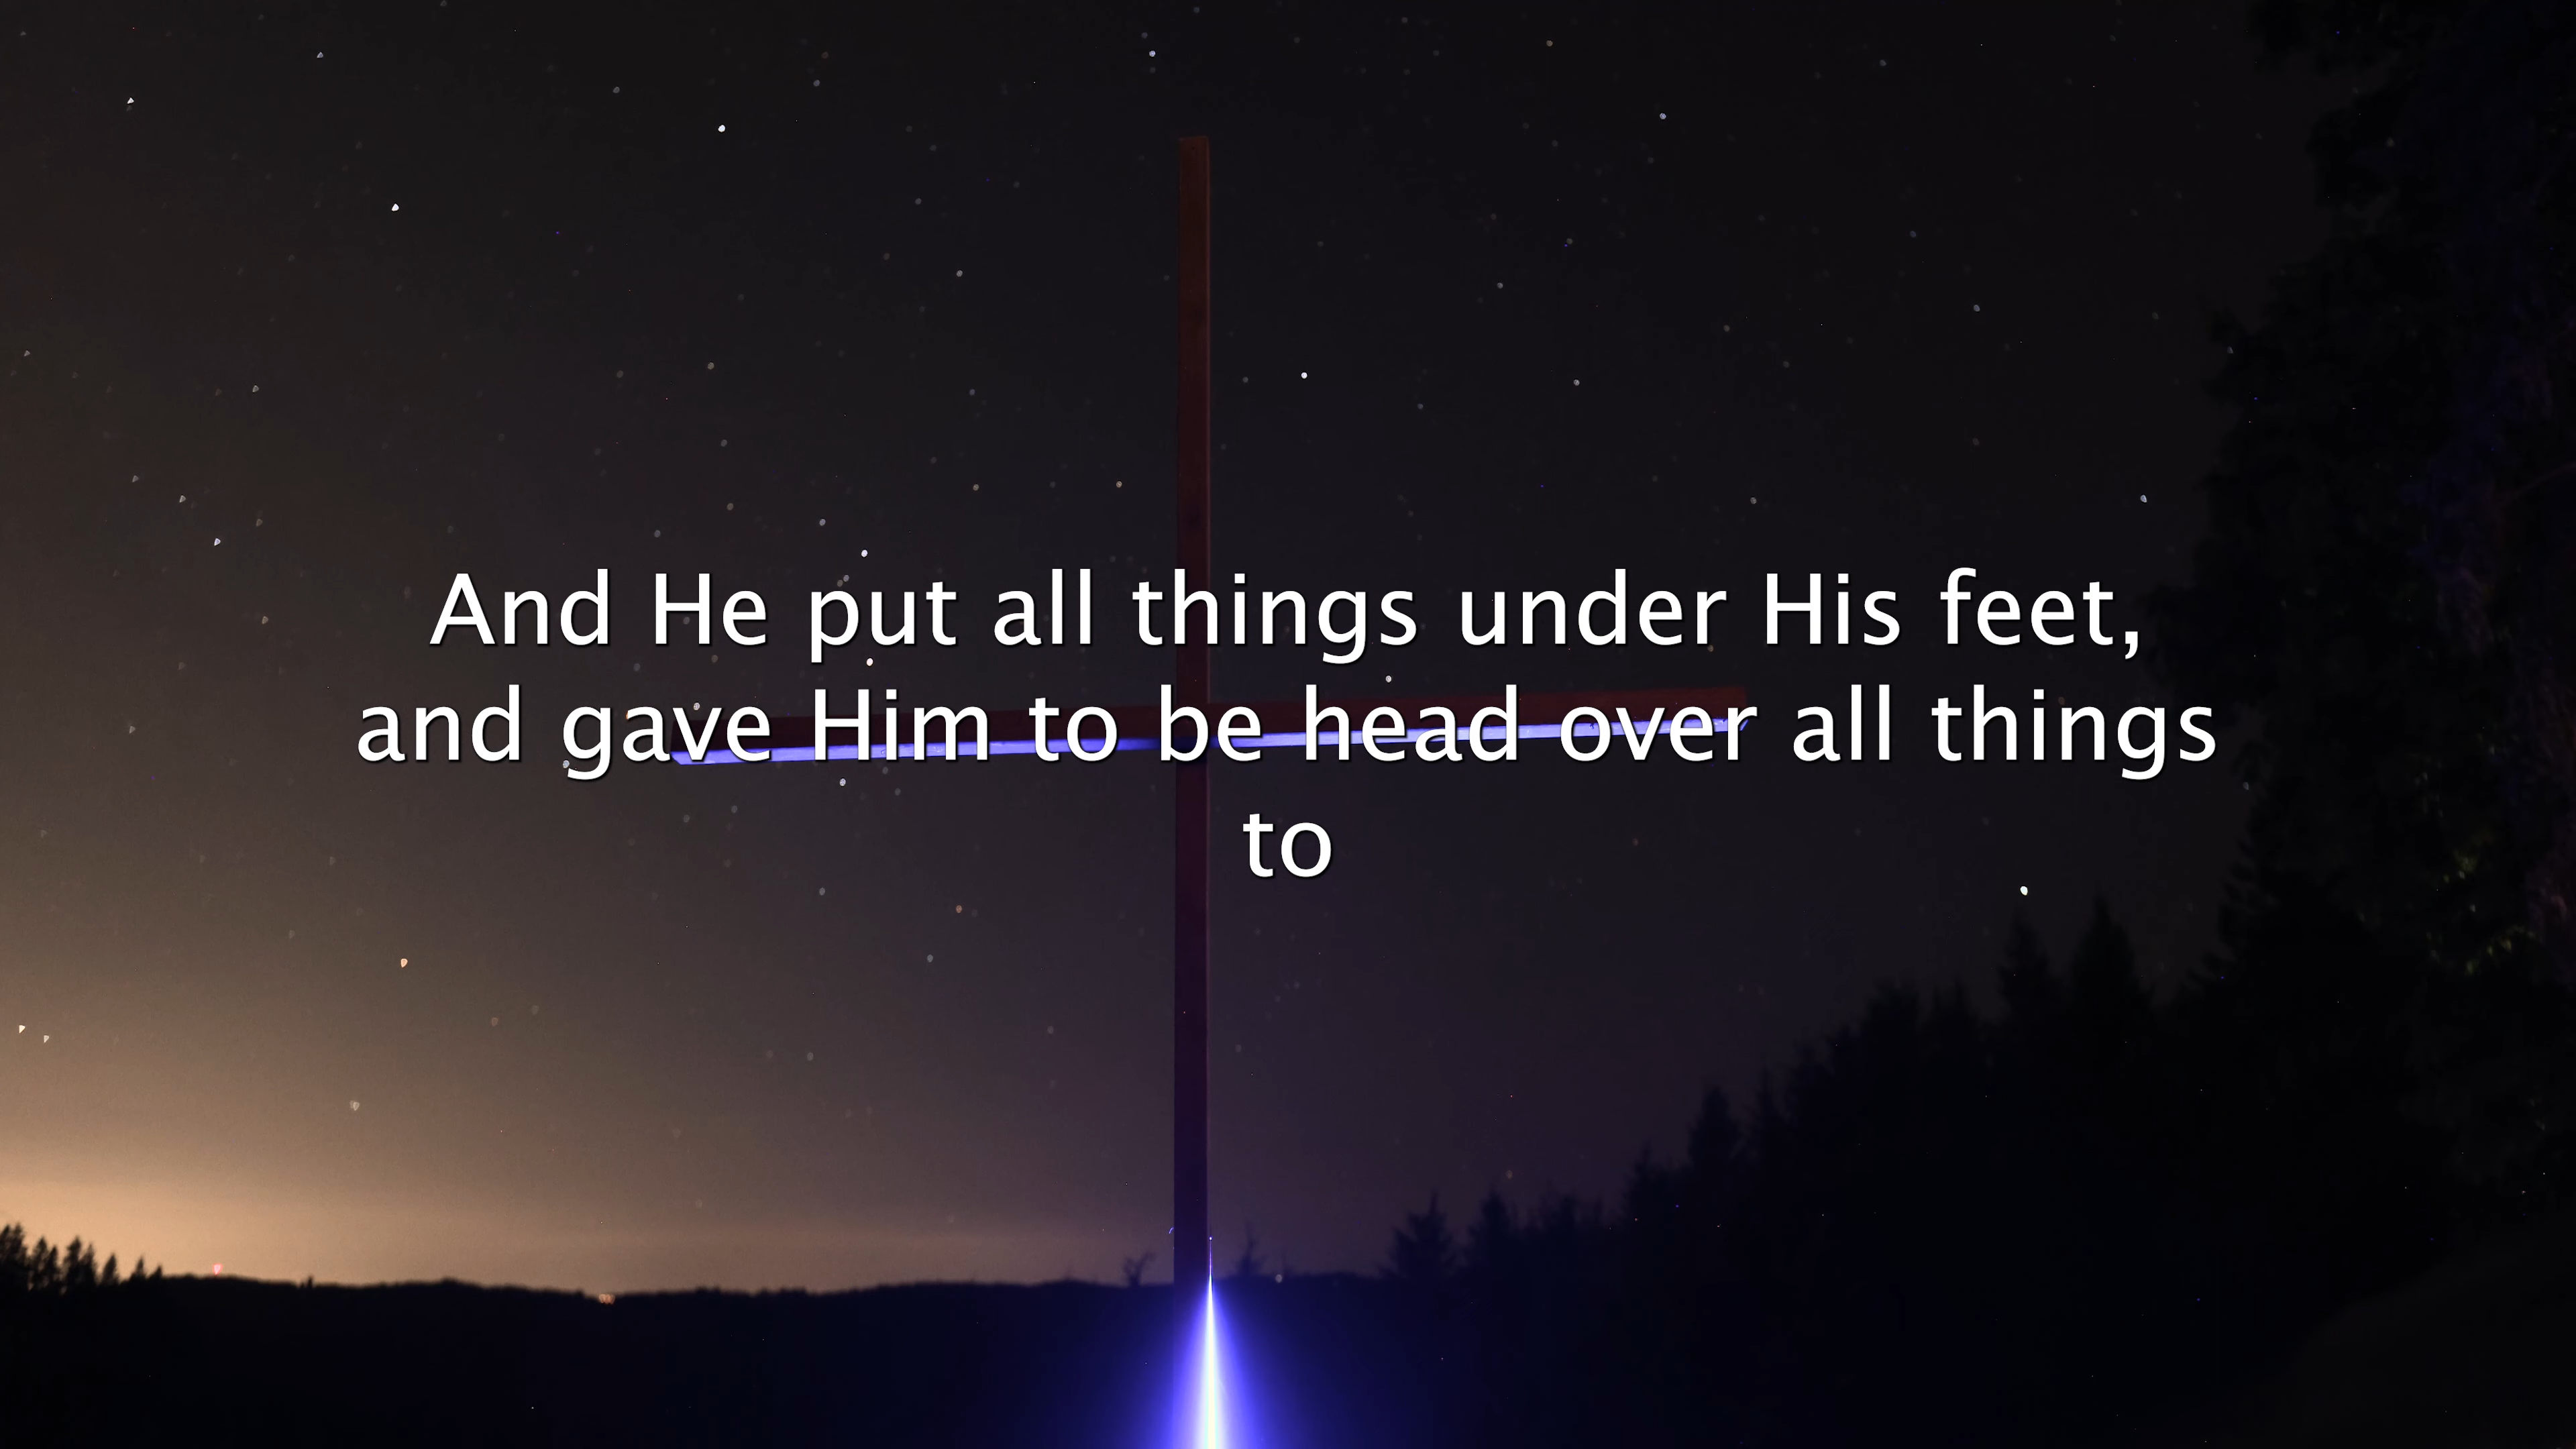 And He put all things under His feet,
and gave Him to be head over all things
to